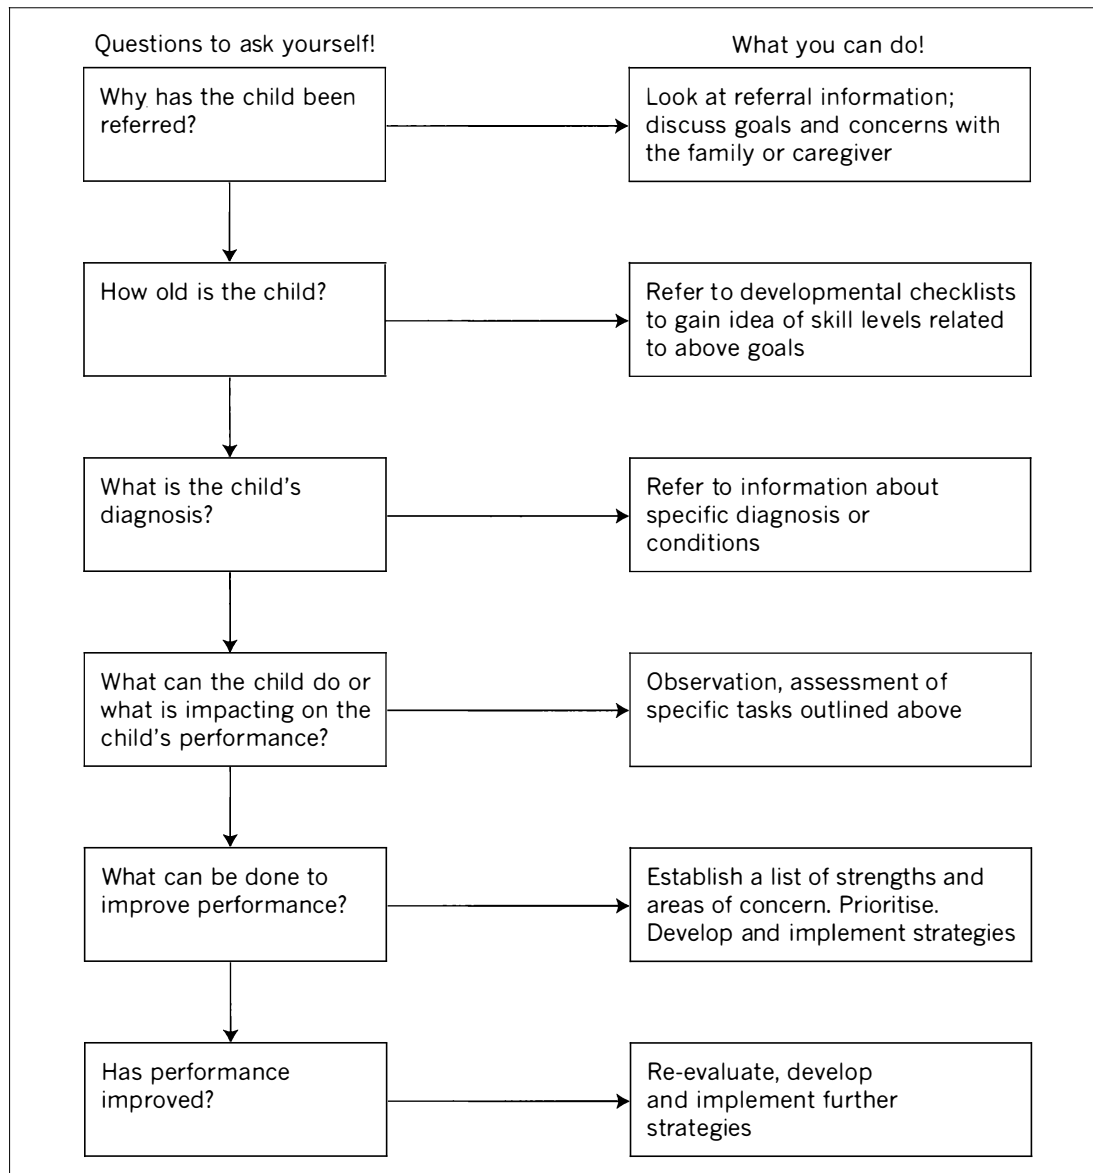 Questions to ask yourself!
What you can do!
Why has the child been
referred?
Look at referral information;
discuss goals and concerns with
the family or caregiver
How old is the child?
Refer to developmental checklists
to gain idea of skill levels related
to above goals
What is the child's
diagnosis?
Refer to information about
specific diagnosis or
conditions
What can the child do or
what is impacting on the
child's performance?
Observation, assessment of
specific tasks outlined above
What can be done to
improve performance?
Establish a list of strengths and
areas of concern. Prioritise.
Develop and implement strategies
Has performance
improved?
Re-evaluate, develop
and implement further
strategies